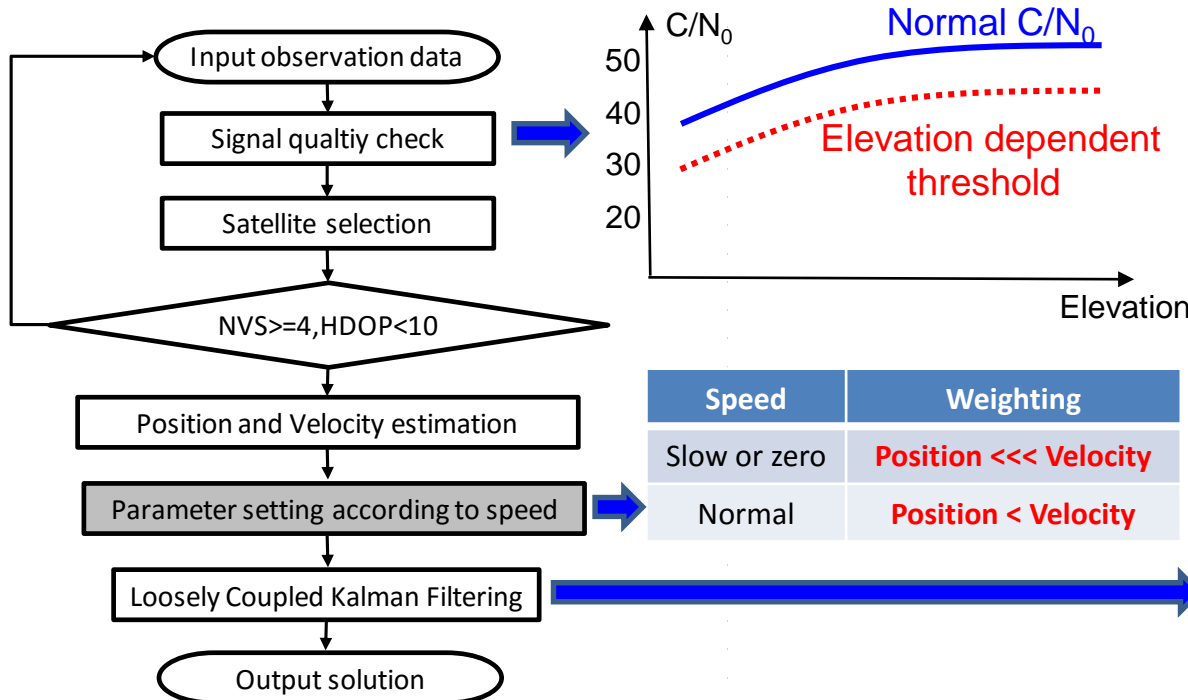 Input observation data
Signal qualtiy check
Satellite selection
NVS>=4,HDOP<10
Position and Velocity estimation
Parameter setting according to speed
Loosely Coupled Kalman Filtering
Output solution
C/N0
50
40
30
20
Normal C/N0
Elevation dependent
threshold
Elevation
Speed Weighting
Slow or zero Position <<< Velocity
Normal Position < Velocity